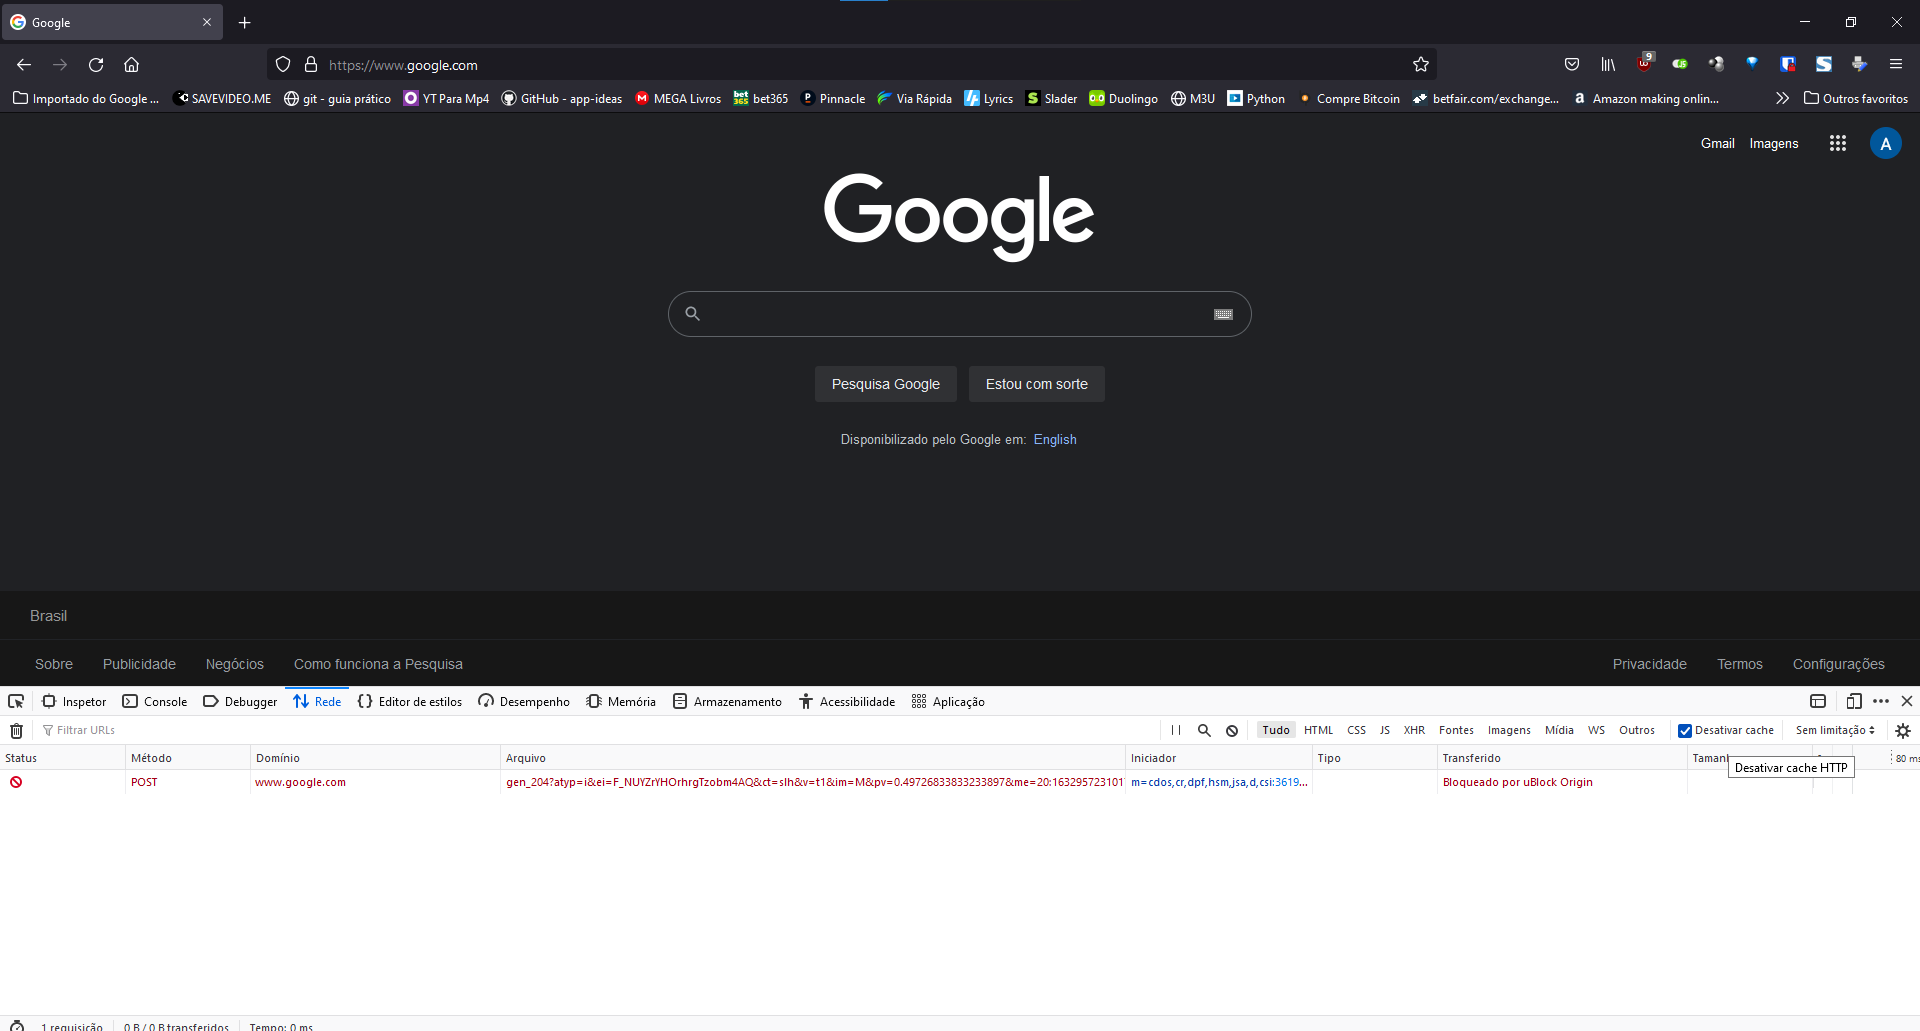 Google
https://www.google.com
9
Importado do Google ... SAVEVIDEO.ME git - guia prático YT Para Mp4 GitHub - app-ideas MEGA Livros bet365 Pinnacle Via Rápida Lyrics Slader Duolingo M3U Python Compre Bitcoin betfair.com/exchange... Amazon making onlin... Outros favoritos
Gmail Imagens A
Google
Pesquisa Google Estou com sorte
Disponibilizado pelo Google em: English
Brasil
Sobre Publicidade Negócios Como funciona a Pesquisa Privacidade Termos Configurações
Inspetor Console Debugger Rede Editor de estilos Desempenho Memória Armazenamento Acessibilidade Aplicação
Filtrar URLs Tudo HTML CSS JS XHR Fontes Imagens Mídia WS Outros Desativar cache Sem limitação
Status Método Domínio Arquivo Iniciador Tipo Transferido Tamanh 80 ms
Desativar cache HTTP
POST www.google.com gen_204?atyp=i&ei=F_NUYZrYHOrhrgTzobm4AQ&ct=slh&v=t1&im=M&pv=0.49726833833233897&me=20:163295723101 m=cdos,cr,dpf,hsm,jsa,d,csi:3619... Bloqueado por uBlock Origin
1 requisição 0 B / 0 B transferidos Tempo: 0 ms